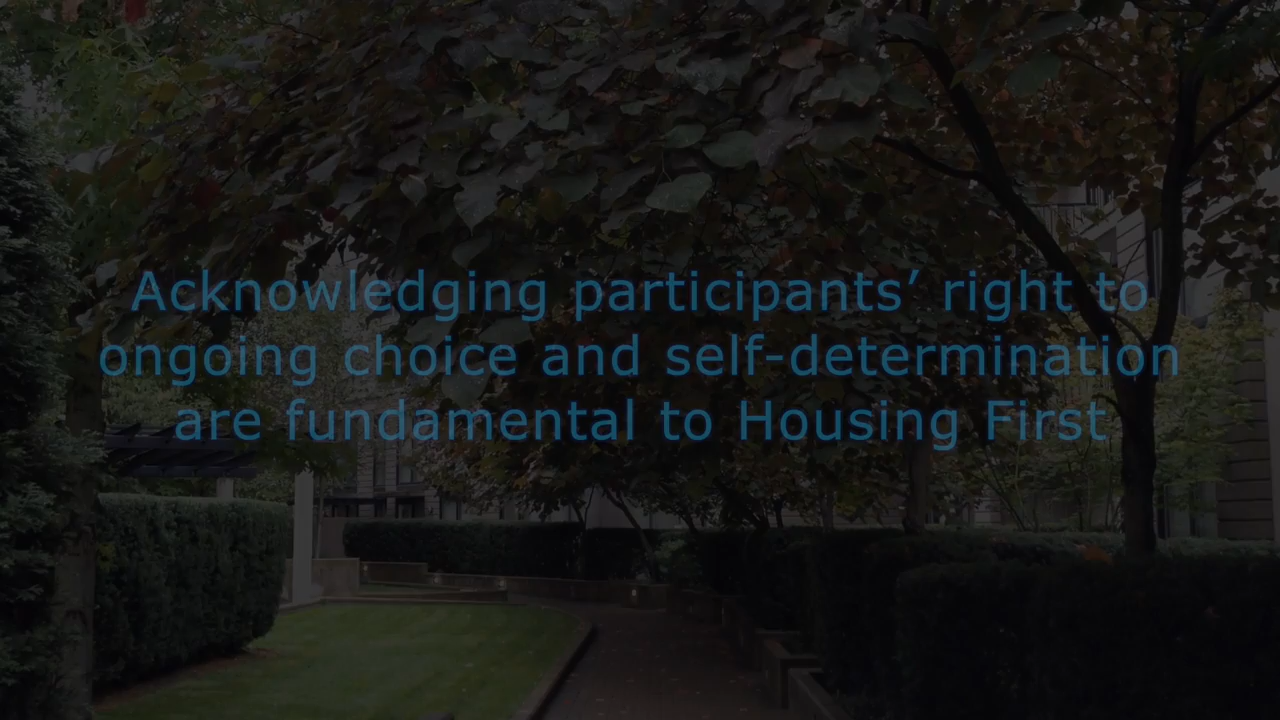 Acknowledging participants’ right to
ongoing choice and self-determination
are fundamental to Housing First